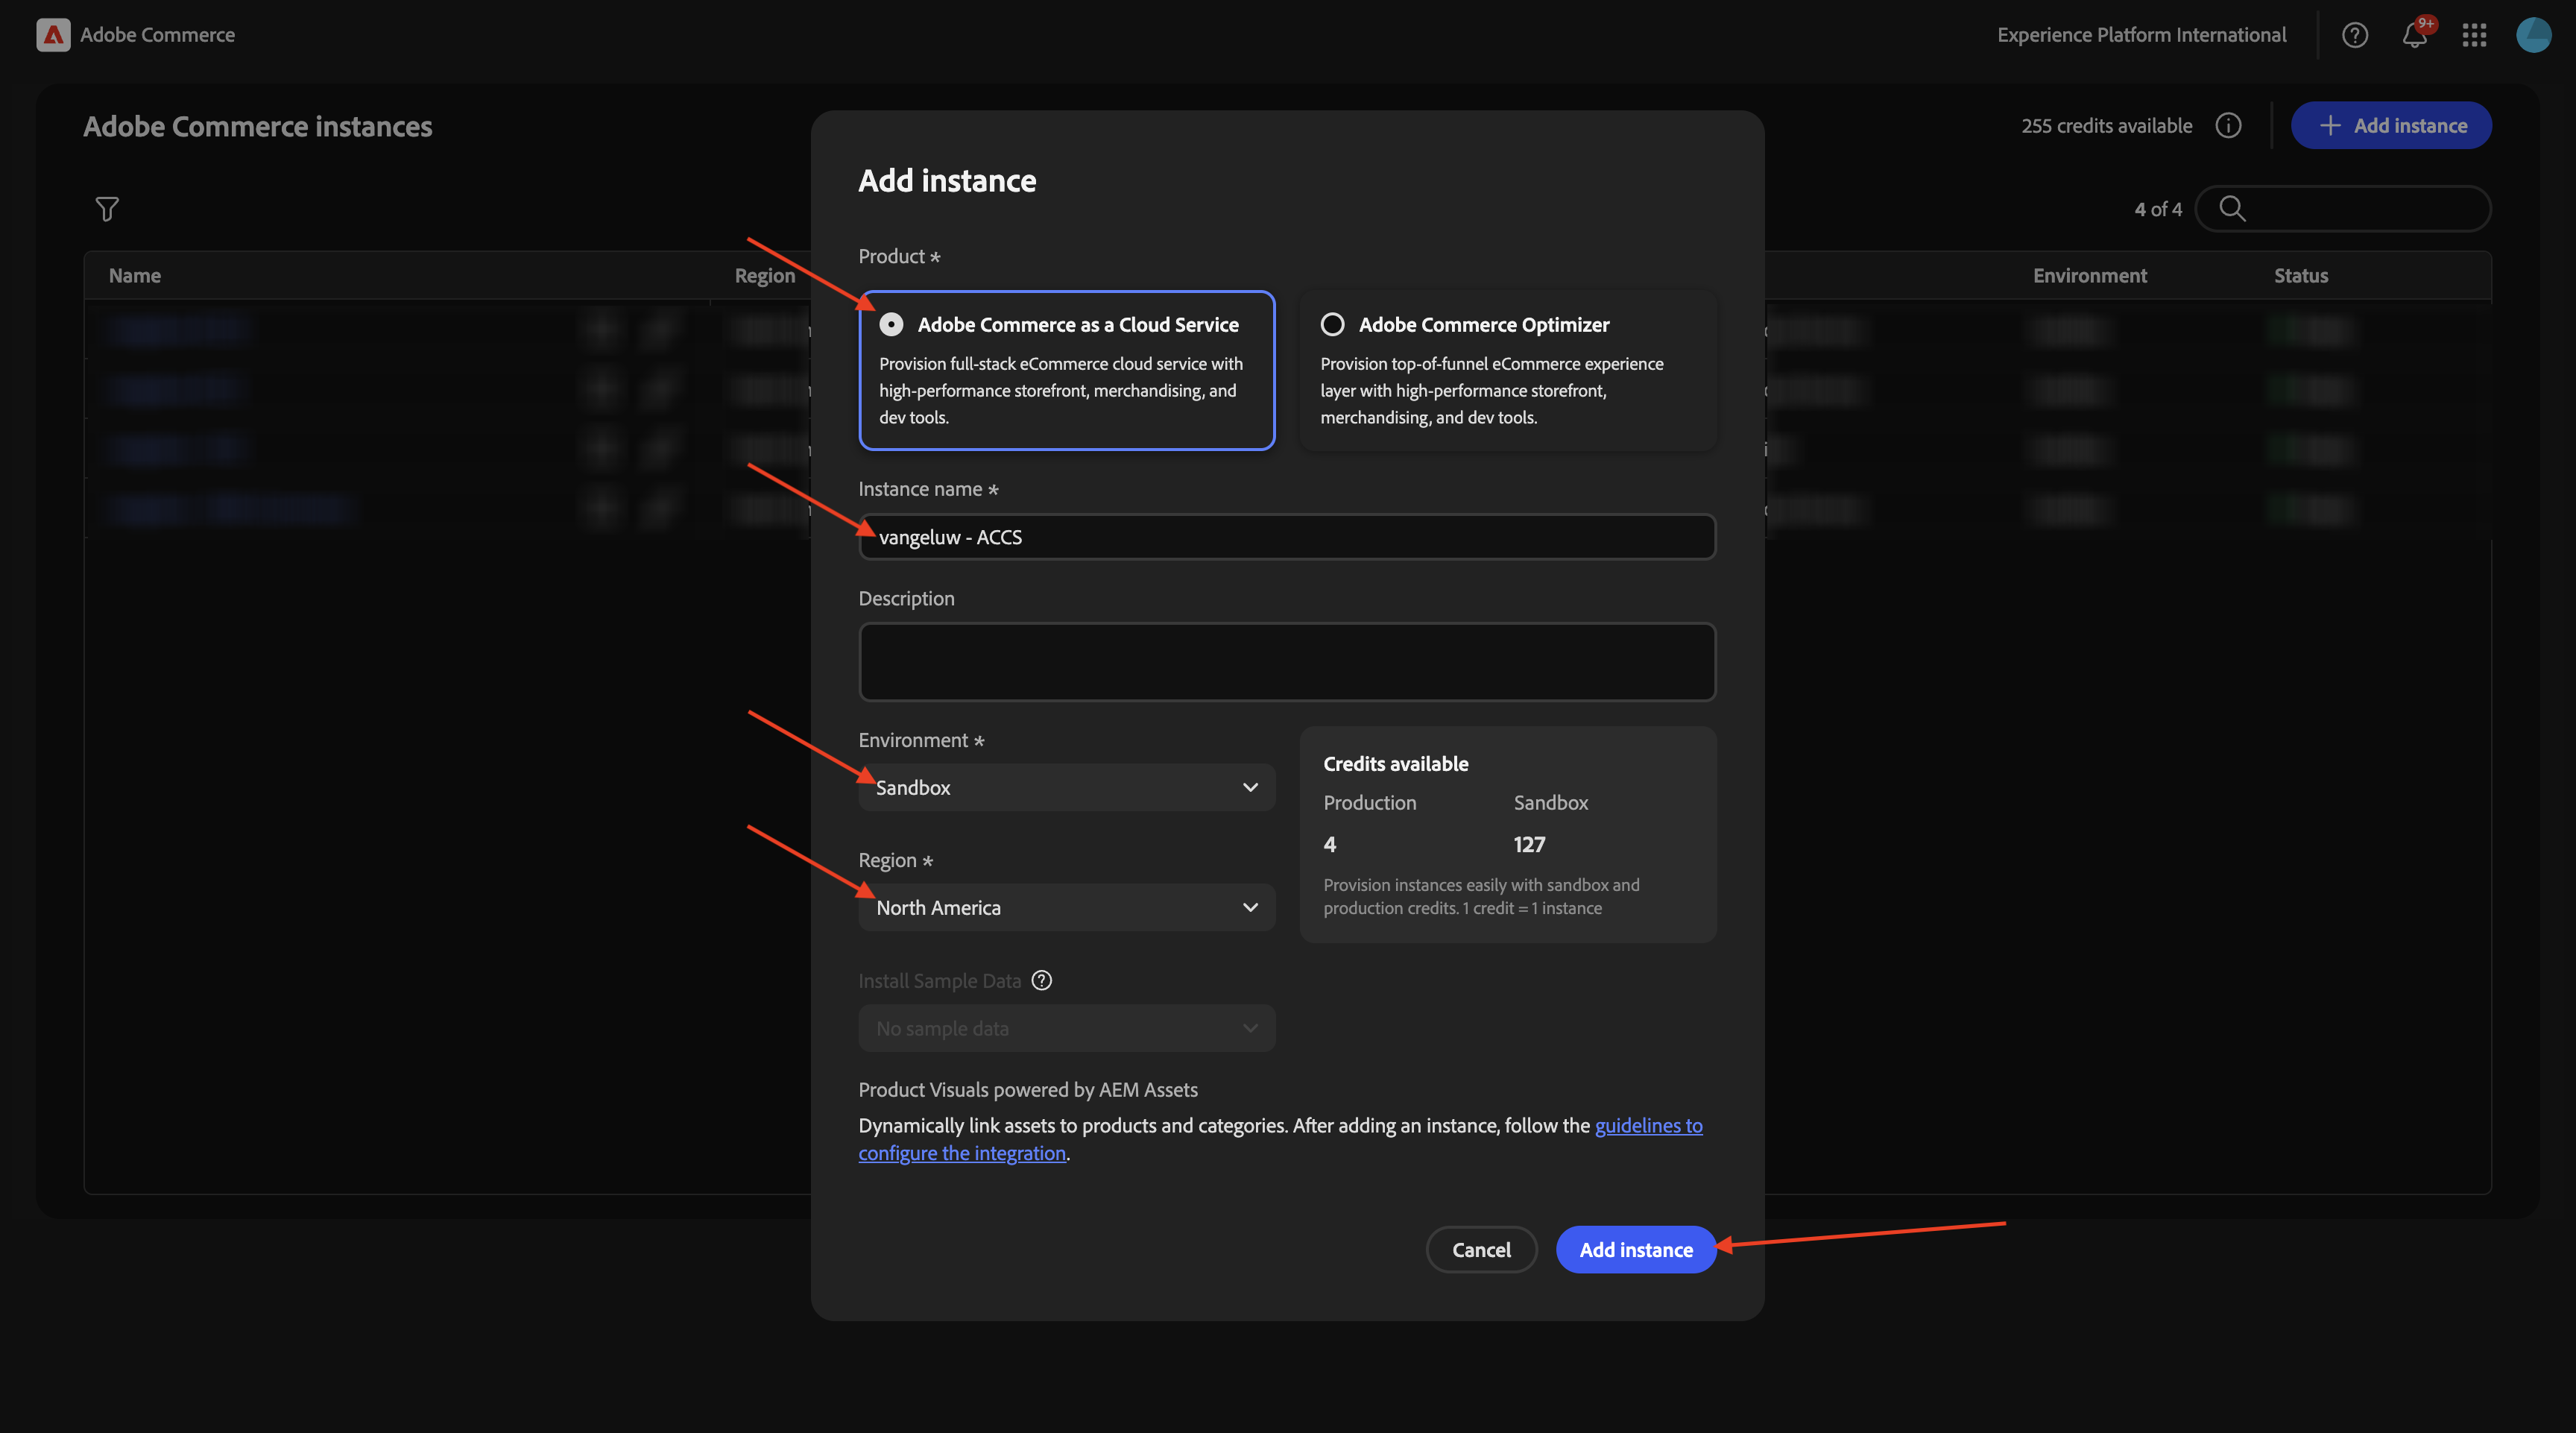 Adobe Commerce
Experience Platform International
9+
Adobe Commerce instances
255 credits available
Add instance
4 of 4
Name
Region
Environment
Status
Add instance
Product *
Adobe Commerce as a Cloud Service
Provision full-stack eCommerce cloud service with
high-performance storefront, merchandising, and
dev tools.
Adobe Commerce Optimizer
Provision top-of-funnel eCommerce experience
layer with high-performance storefront,
merchandising, and dev tools.
Instance name *
vangeluw - ACCS
Description
Environment *
Sandbox
Region *
North America
Credits available
Production
Sandbox
4
127
Provision instances easily with sandbox and
production credits. 1 credit = 1 instance
Install Sample Data
No sample data
Product Visuals powered by AEM Assets
Dynamically link assets to products and categories. After adding an instance, follow the guidelines to
configure the integration.
Cancel
Add instance